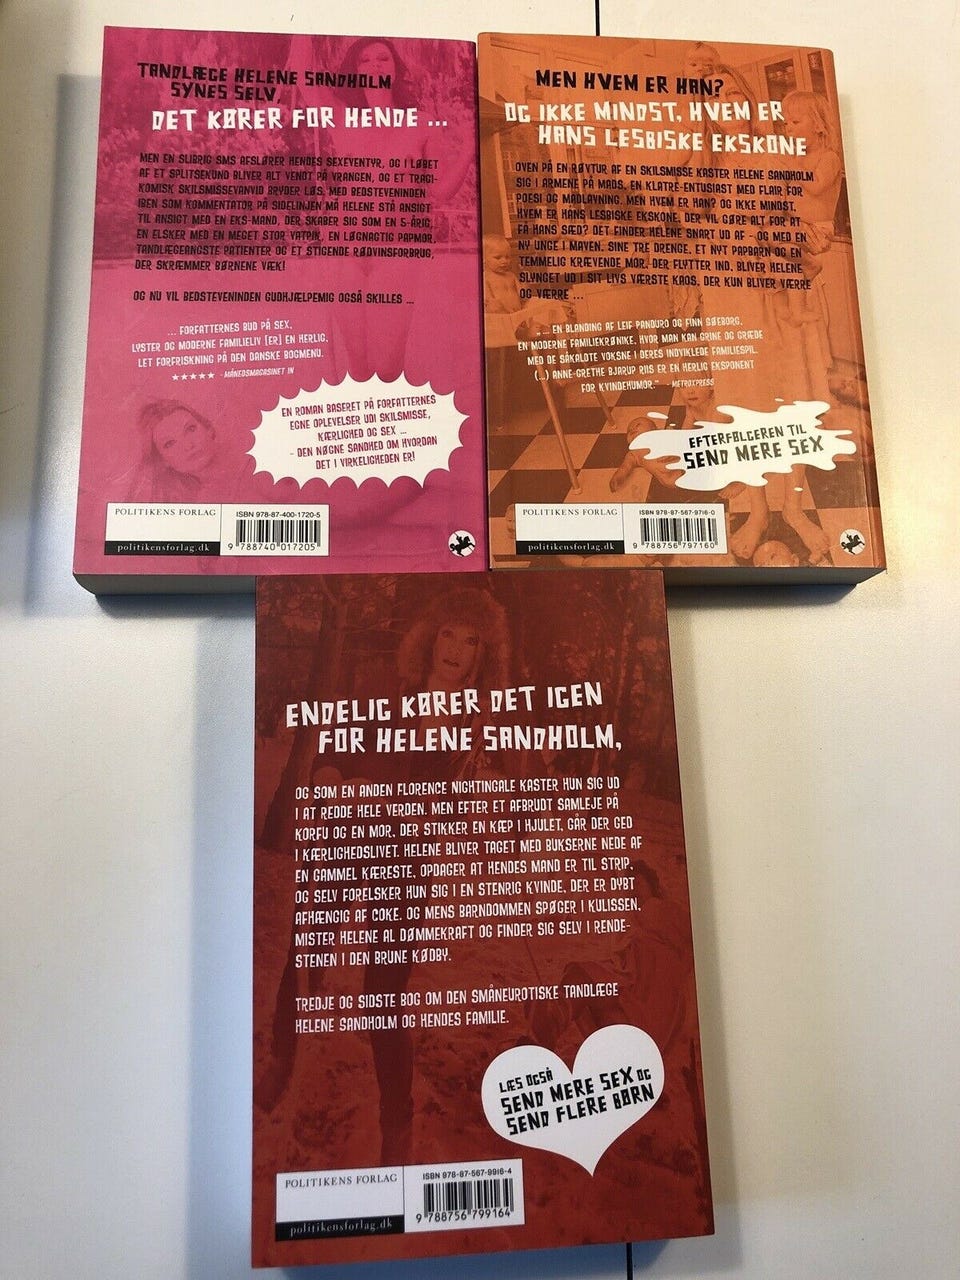 TANDLÆGE HELENE SANDHOLM
SYNES SELV,
DET KØRER FOR HENDE ...
MEN EN SLIBRIG SMS AFSLØRER HENDES SEXEVENTYR, OG I LØBET
AF ET SPLITSEKUND BLIVER ALT VENDT PÅ VRANGEN, OG ET TRAGI-
KOMISK SKILSMISSEVANVID BRYDER LØS. MED BEDSTEVENINDEN
IBEN SOM KOMMENTATOR PÅ SIDELINJEN MÅ HELENE STÅ ANSIGT
TIL ANSIGT MED EN EKS-MAND, DER SKABER SIG SOM EN 5-ÅRIG,
EN ELSKER MED EN MEGET STOR VATPIK, EN LØGNAGTIG PAPMOR,
TANDLÆGEANGSTE PATIENTER OG ET STIGENDE RØDVINSFORBRUG,
DER SKRÆMMER BØRNENE VÆK!
OG NU VIL BEDSTEVENINDEN GUDHJÆLPEMIG OGSÅ SKILLES ...
... FORFATTERNES BUD PÅ SEX,
LYSTER OG MODERNE FAMILIELIV [ER] EN HERLIG,
LET FORFRISKNING PÅ DEN DANSKE BOGMENU.
★★★★★ - MÅNEDSMAGASINET IN
EN ROMAN BASERET PÅ FORFATTERNES
EGNE OPLEVELSER UDI SKILSMISSE,
KÆRLIGHED OG SEX ...
- DEN NØGNE SANDHED OM HVORDAN
DET I VIRKELIGHEDEN ER!
POLITIKENS FORLAG
politikensforlag.dk
ISBN 978-87-400-1720-5
9 788740 017205
MEN HVEM ER HAN?
OG IKKE MINDST, HVEM ER
HANS LESBISKE EKSKONE
OVEN PÅ EN RØVTUR AF EN SKILSMISSE KASTER HELENE SANDHOLM
SIG I ARMENE PÅ MADS, EN KLATRE-ENTUSIAST MED FLAIR FOR
POESI OG MADLAVNING. MEN HVEM ER HAN? OG IKKE MINDST,
HVEM ER HANS LESBISKE EKSKONE, DER VIL GØRE ALT FOR AT
FÅ HANS SÆD? DET FINDER HELENE SNART UD AF - OG MED EN
NY UNGE I MAVEN, SINE TRE DRENGE, ET NYT PAPBARN OG EN
TEMMELIG KRÆVENDE MOR, DER FLYTTER IND, BLIVER HELENE
SLYNGET UD I SIT LIVS VÆRSTE KAOS, DER KUN BLIVER VÆRRE
OG VÆRRE ...
„... EN BLANDING AF LEIF PANDURO OG FINN SØEBORG,
EN MODERNE FAMILIEKRØNIKE, HVOR MAN KAN GRINE OG GRÆDE
MED DE SÅKALDTE VOKSNE I DERES INDVIKLEDE FAMILIESPIL.
(...) ANNE-GRETHE BJARUP RIIS ER EN HERLIG EKSPONENT
FOR KVINDEHUMOR." - METROXPRESS
EFTERFØLGEREN TIL
SEND MERE SEX
POLITIKENS FORLAG
politikensforlag.dk
ISBN 978-87-567-9716-0
9 788756 797160
ENDELIG KØRER DET IGEN
FOR HELENE SANDHOLM,
OG SOM EN ANDEN FLORENCE NIGHTINGALE KASTER HUN SIG UD
I AT REDDE HELE VERDEN. MEN EFTER ET AFBRUDT SAMLEJE PÅ
KORFU OG EN MOR, DER STIKKER EN KÆP I HJULET, GÅR DER GED
I KÆRLIGHEDSLIVET. HELENE BLIVER TAGET MED BUKSERNE NEDE AF
EN GAMMEL KÆRESTE, OPDAGER AT HENDES MAND ER TIL STRIP,
OG SELV FORELSKER HUN SIG I EN STENRIG KVINDE, DER ER DYBT
AFHÆNGIG AF COKE. OG MENS BARNDOMMEN SPØGER I KULISSEN,
MISTER HELENE AL DØMMEKRAFT OG FINDER SIG SELV I RENDE-
STENEN I DEN BRUNE KØDBY.
TREDJE OG SIDSTE BOG OM DEN SMÅNEUROTISKE TANDLÆGE
HELENE SANDHOLM OG HENDES FAMILIE.
LÆS OGSÅ
SEND MERE SEX OG
SEND FLERE BØRN
POLITIKENS FORLAG
politikensforlag.dk
ISBN 978-87-567-9916-4
9 788756 799164